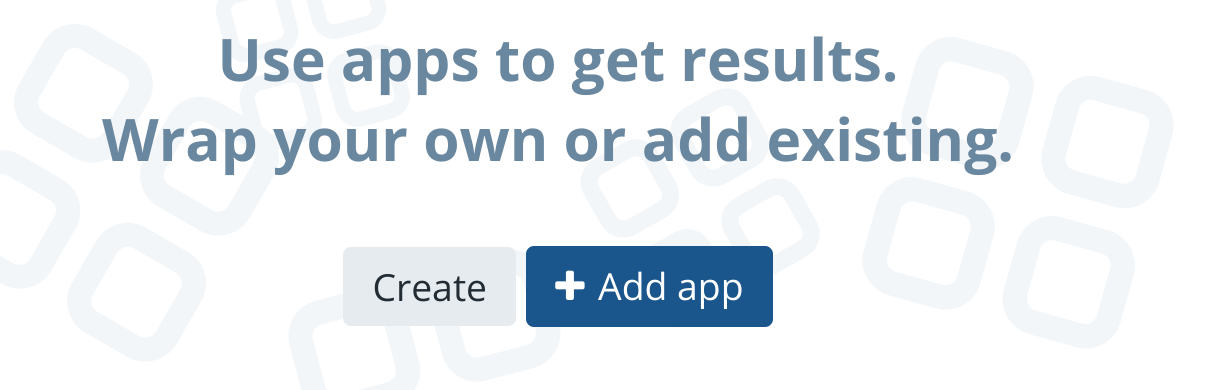 Use apps to get results.
Wrap your own or add existing.
Create
Add app